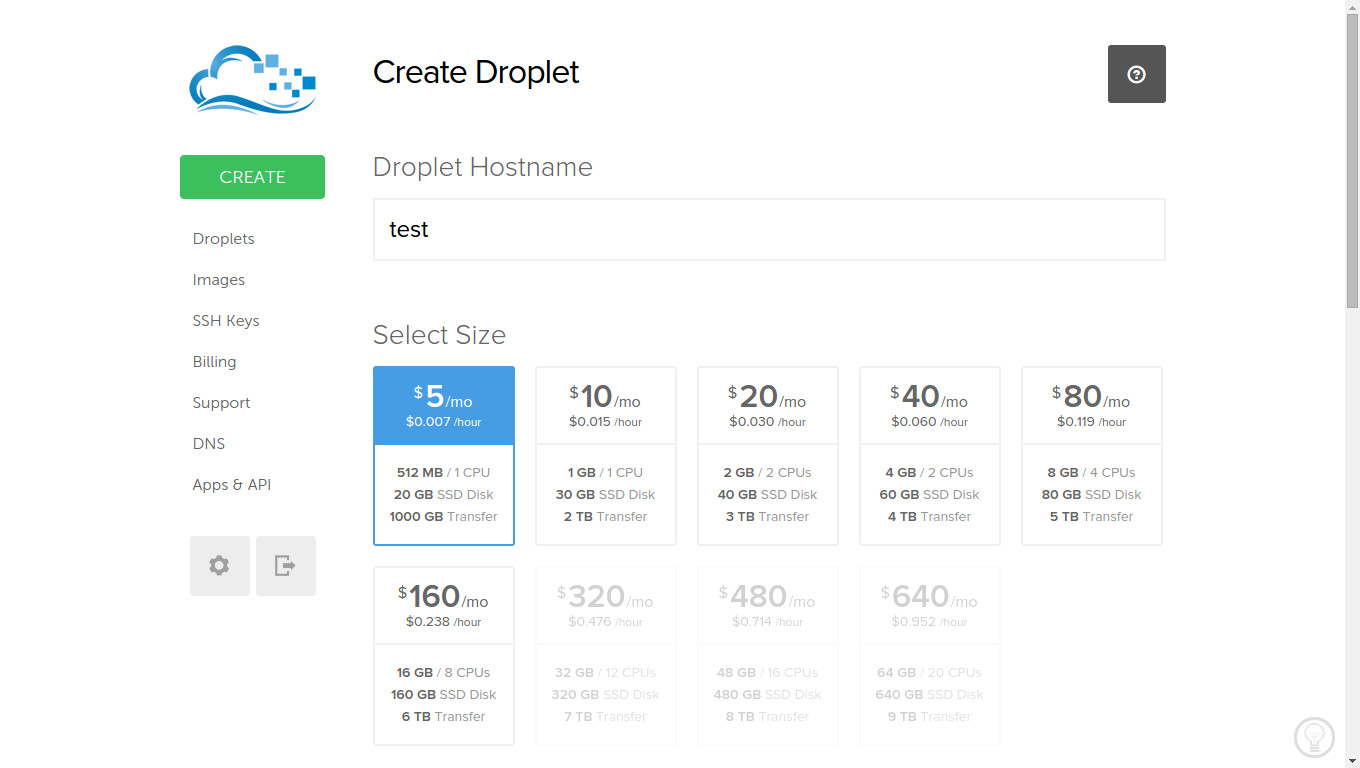 Create Droplet
CREATE
Droplets
Images
SSH Keys
Billing
Support
DNS
Apps & API
Droplet Hostname
test
Select Size
$5/mo
$0.007 /hour
512 MB / 1 CPU
20 GB SSD Disk
1000 GB Transfer
$10/mo
$0.015 /hour
1 GB / 1 CPU
30 GB SSD Disk
2 TB Transfer
$20/mo
$0.030 /hour
2 GB / 2 CPUs
40 GB SSD Disk
3 TB Transfer
$40/mo
$0.060 /hour
4 GB / 2 CPUs
60 GB SSD Disk
4 TB Transfer
$80/mo
$0.119 /hour
8 GB / 4 CPUs
80 GB SSD Disk
5 TB Transfer
$160/mo
$0.238 /hour
16 GB / 8 CPUs
160 GB SSD Disk
6 TB Transfer
$320/mo
$0.476 /hour
32 GB / 12 CPUs
320 GB SSD Disk
7 TB Transfer
$480/mo
$0.714 /hour
48 GB / 16 CPUs
480 GB SSD Disk
8 TB Transfer
$640/mo
$0.952 /hour
64 GB / 20 CPUs
640 GB SSD Disk
9 TB Transfer